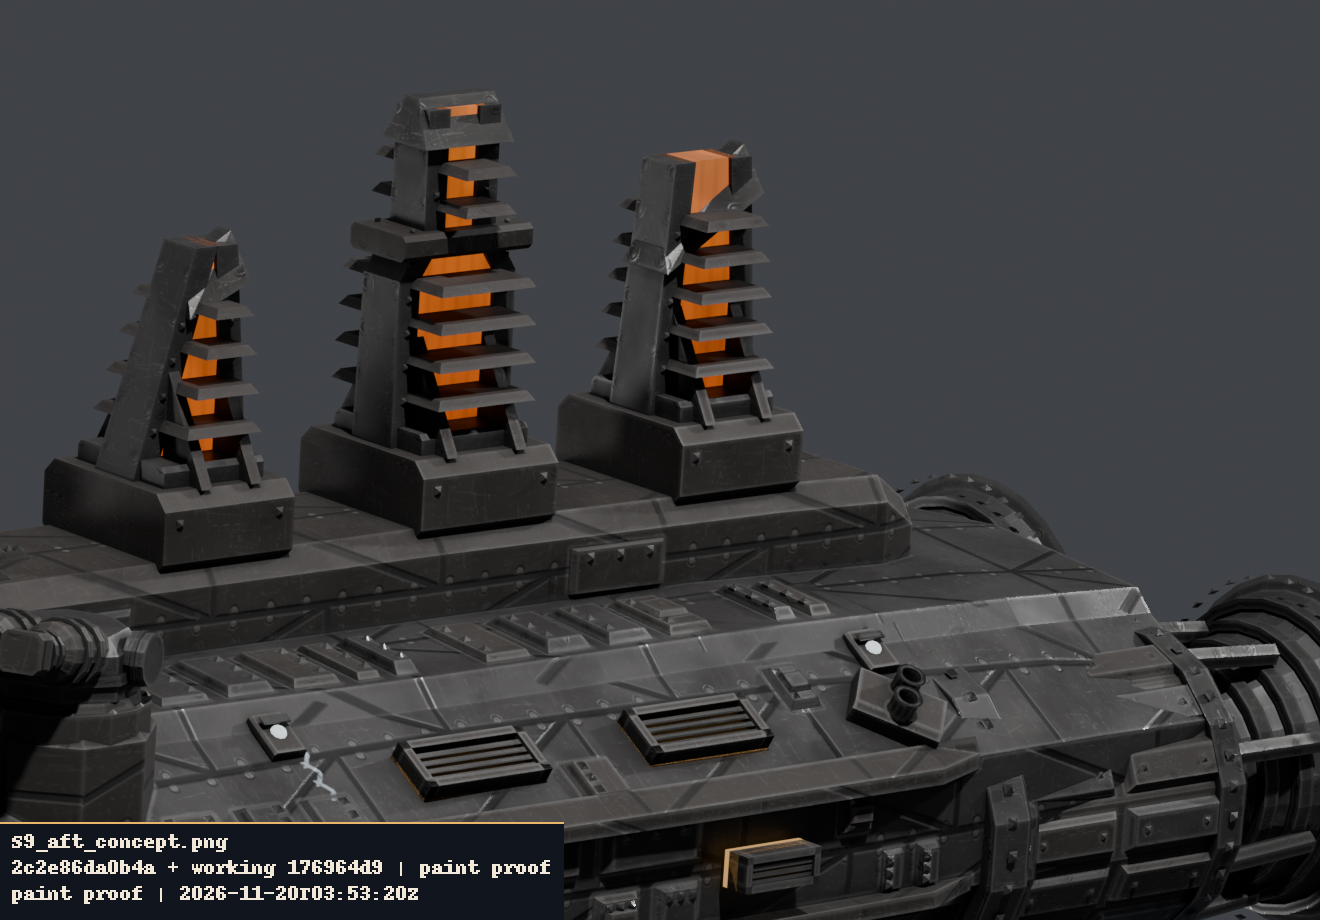 s9_aft_concept.png
2c2e86da0b4a + working 176964d9 | paint proof
paint proof | 2026-11-20T03:53:20Z